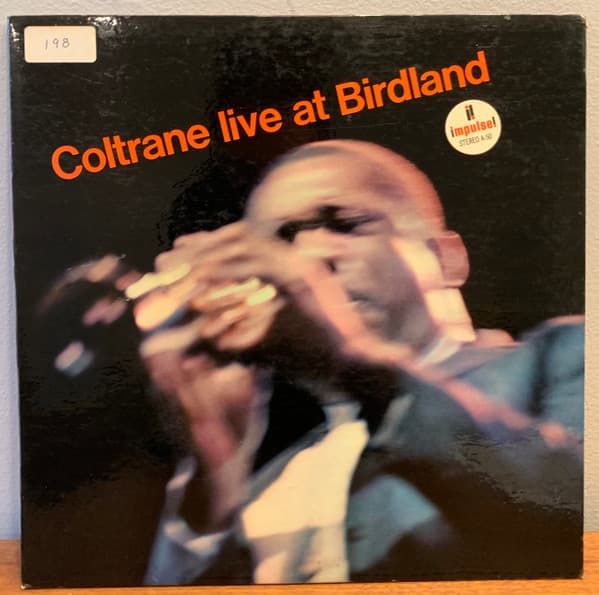 198
Coltrane live at Birdland
i!
impulse!
STEREO A-50